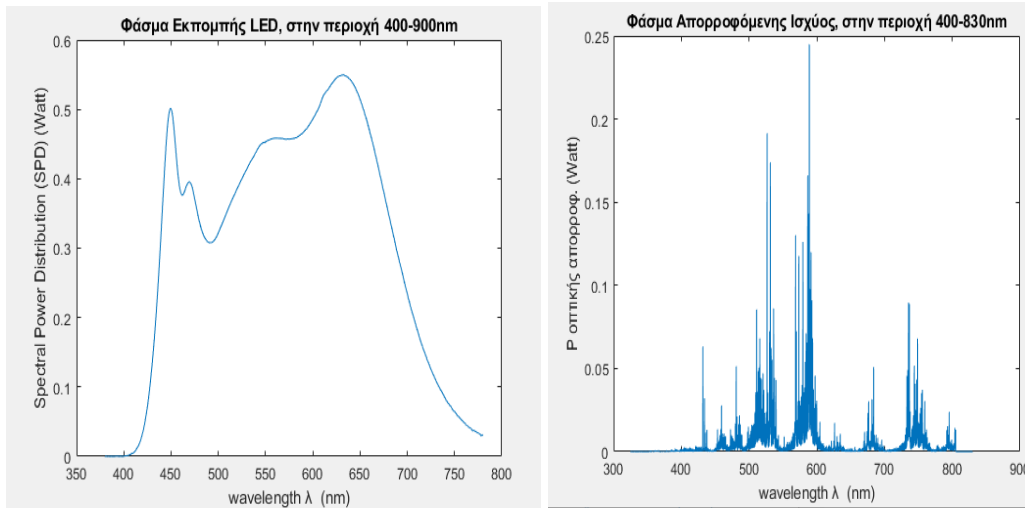 Φάσμα Εκπομπής LED, στην περιοχή 400-900nm
0.6
0.5
0.4
0.3
0.2
0.1
0
Spectral Power Distribution (SPD) (Watt)
350 400 450 500 550 600 650 700 750 800
wavelength λ (nm)
Φάσμα Απορροφόμενης Ισχύος, στην περιοχή 400-830nm
0.25
0.2
0.15
0.1
0.05
0
P οπτικής απορροφ. (Watt)
300 400 500 600 700 800 900
wavelength λ (nm)